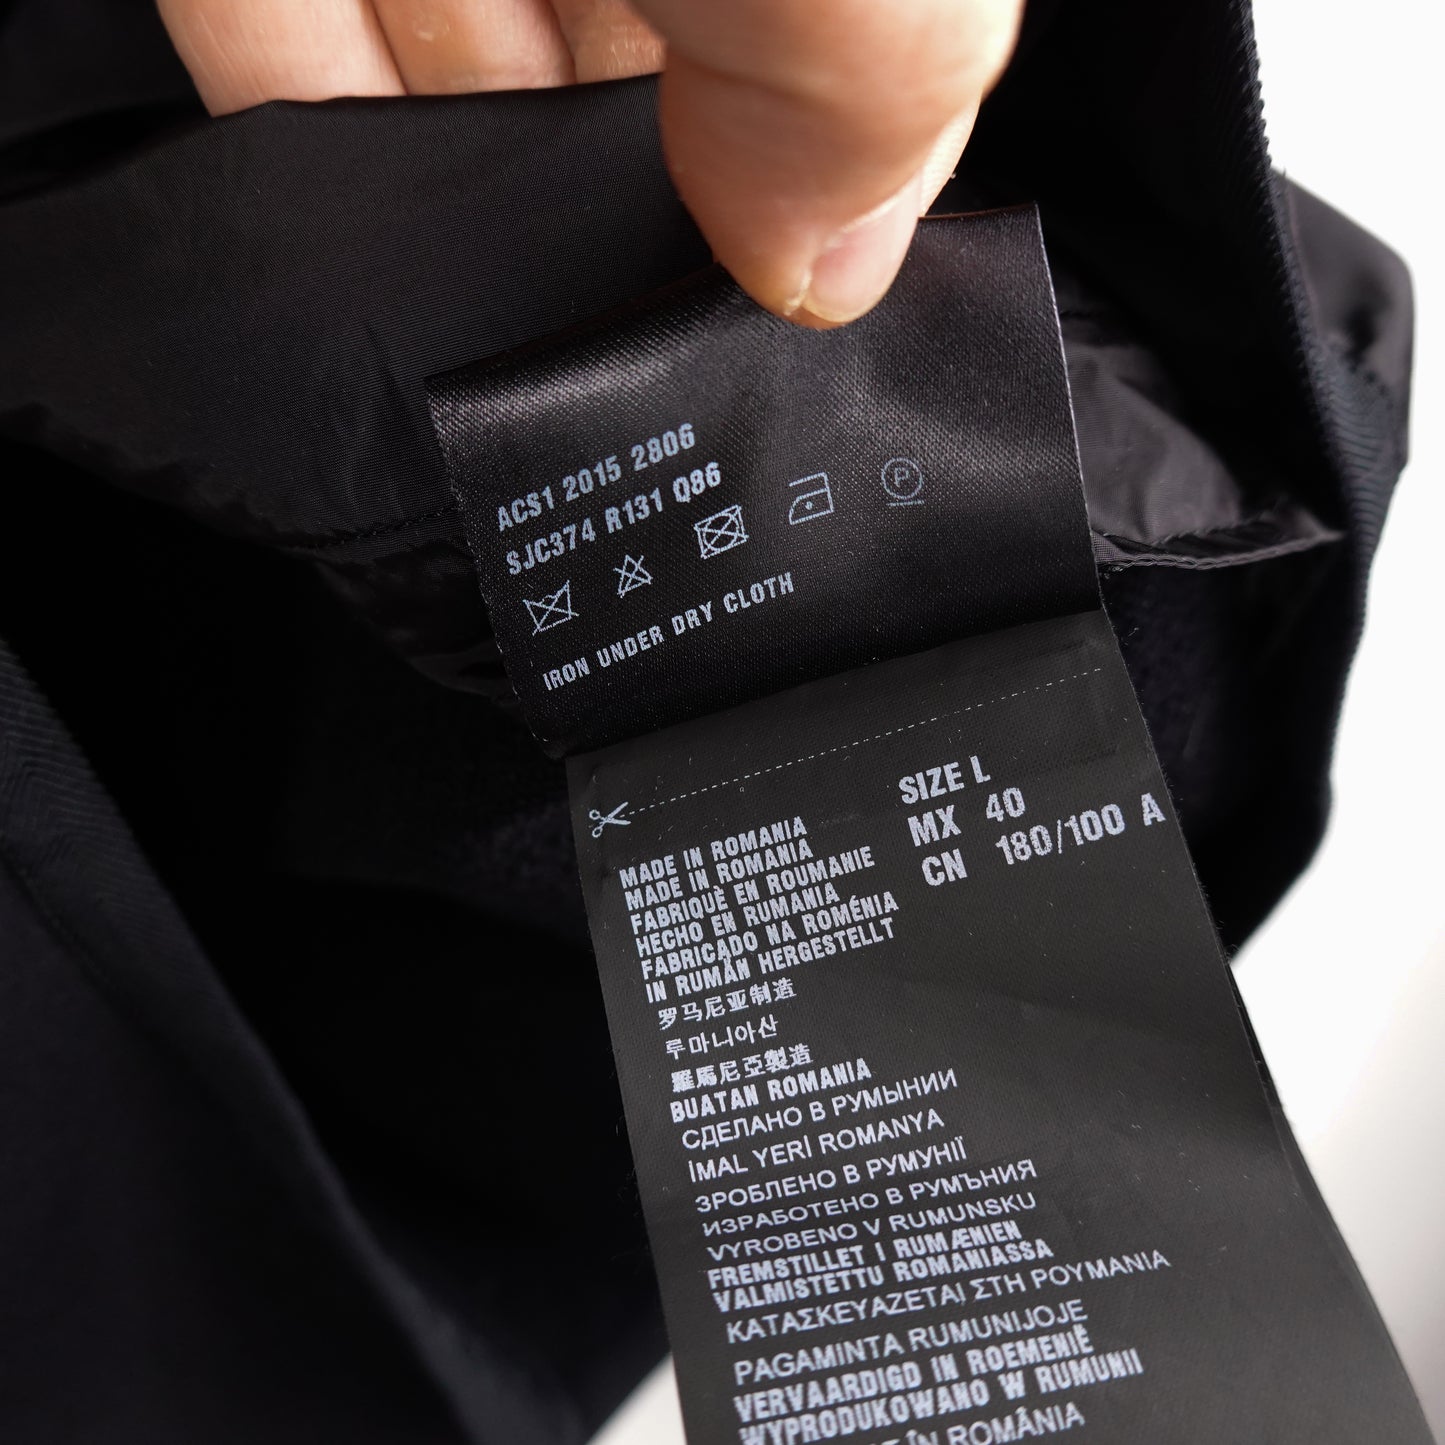 ACS1 2015 2806
SJC374 R131 Q86
P
IRON UNDER DRY CLOTH
SIZE L
MX 40
CN 180/100 A
MADE IN ROMANIA
MADE IN ROMANIA
FABRIQUÈ EN ROUMANIE
HECHO EN RUMANIA
FABRICADO NA ROMÉNIA
IN RUMÄN HERGESTELLT
罗马尼亚制造
루마니아산
羅馬尼亞製造
BUATAN ROMANIA
СДЕЛАНО В РУМЫНИИ
İMAL YERİ ROMANYA
ЗРОБЛЕНО В РУМУНІЇ
ИЗРАБОТЕНО В РУМЪНИЯ
VYROBENO V RUMUNSKU
FREMSTILLET I RUMÆNIEN
VALMISTETTU ROMANIASSA
ΚΑΤΑΣΚΕΥΑΖΕΤΑΙ ΣΤΗ ΡΟΥΜΑΝΙΑ
PAGAMINTA RUMUNIJOJE
VERVAARDIGD IN ROEMENIË
WYPRODUKOWANO W RUMUNII
ÎN ROMÂNIA